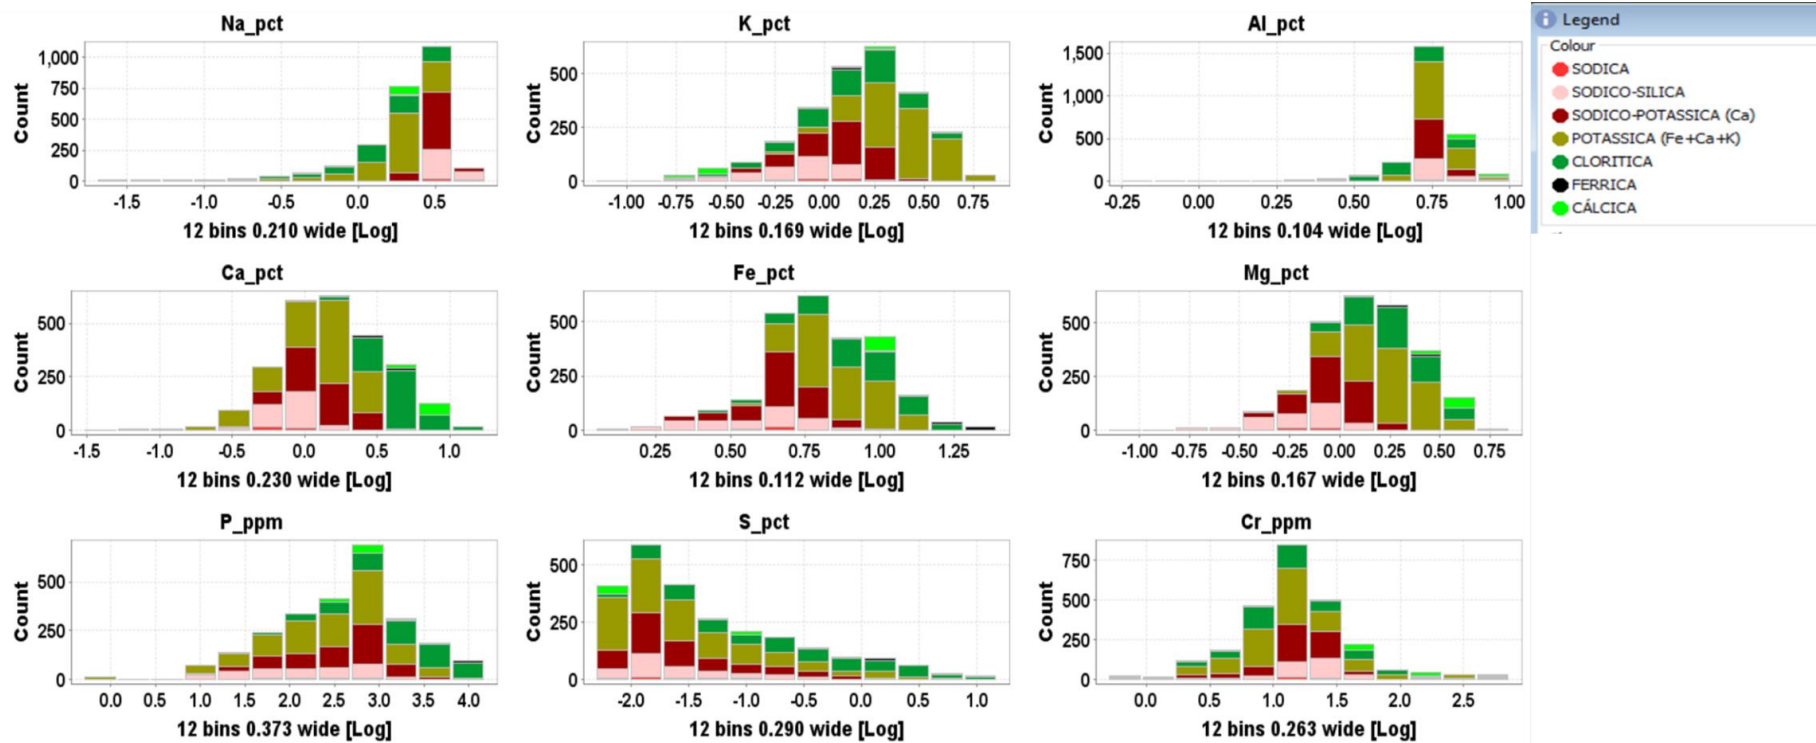 Na_pct
Count
1,000
750
500
250
0
-1.5 -1.0 -0.5 0.0 0.5
12 bins 0.210 wide [Log]
K_pct
Count
500
250
0
-1.00 -0.75 -0.50 -0.25 0.00 0.25 0.50 0.75
12 bins 0.169 wide [Log]
Al_pct
Count
1,500
1,000
500
0
-0.25 0.00 0.25 0.50 0.75 1.00
12 bins 0.104 wide [Log]
Legend
Colour
SODICA
SODICO-SILICA
SODICO-POTASSICA (Ca)
POTASSICA (Fe+Ca+K)
CLORITICA
FERRICA
CÁLCICA
Ca_pct
Count
500
250
0
-1.5 -1.0 -0.5 0.0 0.5 1.0
12 bins 0.230 wide [Log]
Fe_pct
Count
500
250
0
0.25 0.50 0.75 1.00 1.25
12 bins 0.112 wide [Log]
Mg_pct
Count
500
250
0
-1.00 -0.75 -0.50 -0.25 0.00 0.25 0.50 0.75
12 bins 0.167 wide [Log]
P_ppm
Count
500
250
0
0.0 0.5 1.0 1.5 2.0 2.5 3.0 3.5 4.0
12 bins 0.373 wide [Log]
S_pct
Count
500
250
0
-2.0 -1.5 -1.0 -0.5 0.0 0.5 1.0
12 bins 0.290 wide [Log]
Cr_ppm
Count
750
500
250
0
0.0 0.5 1.0 1.5 2.0 2.5
12 bins 0.263 wide [Log]